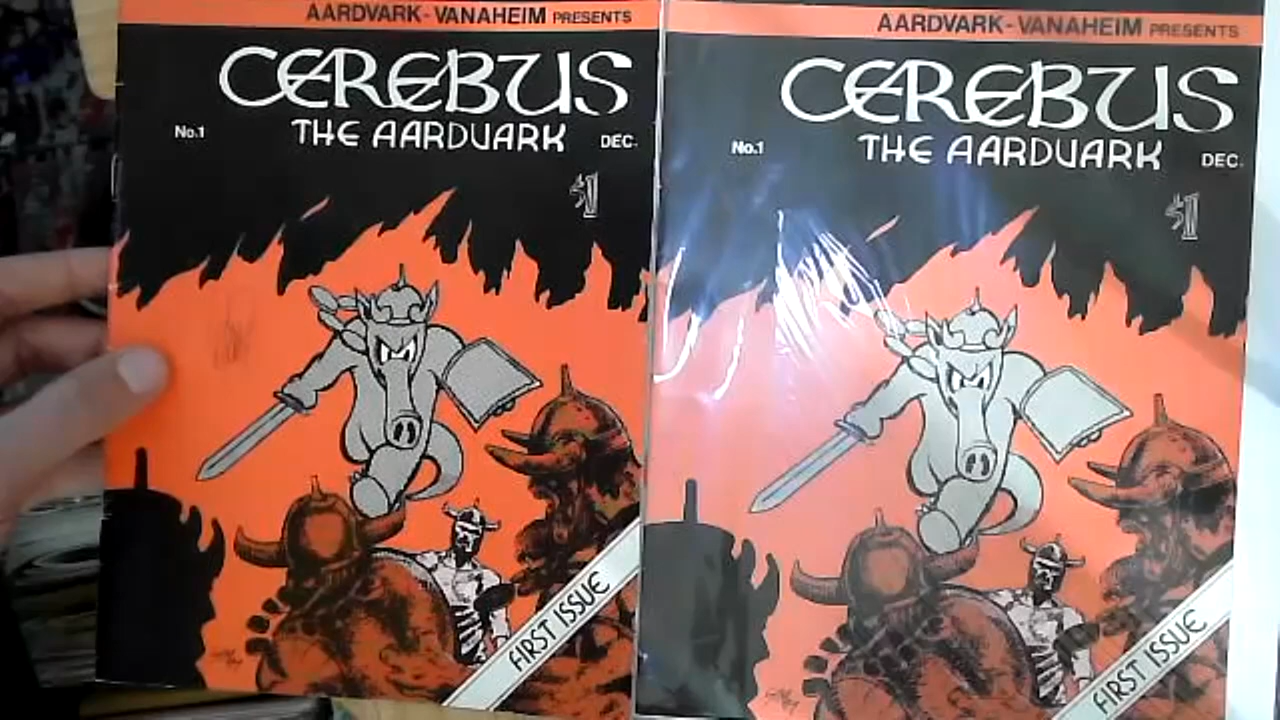 AARDVARK-VANAHEIM PRESENTS
CEREBUS
THE AARDVARK
No.1
DEC.
$1
FIRST ISSUE
AARDVARK-VANAHEIM PRESENTS
CEREBUS
THE AARDVARK
No.1
DEC.
$1
FIRST ISSUE